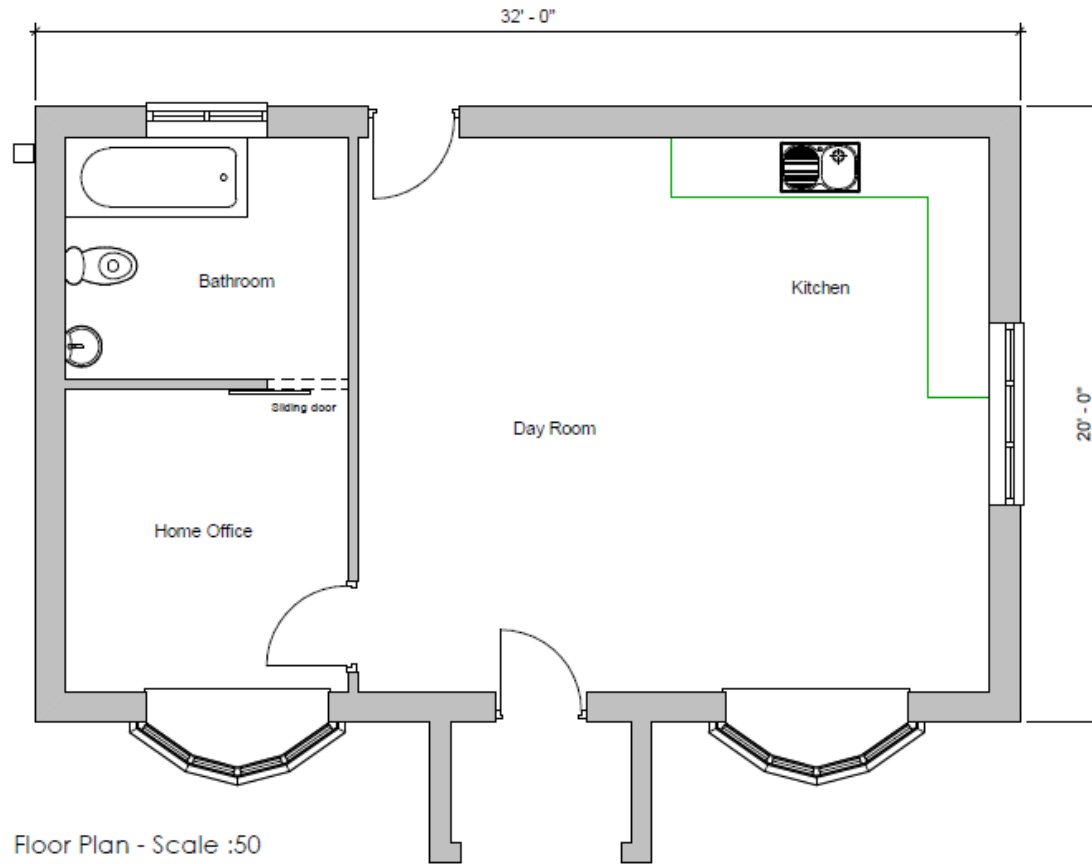 32' - 0"
Bathroom
Kitchen
Sliding door
20' - 0"
Day Room
Home Office
Floor Plan - Scale :50